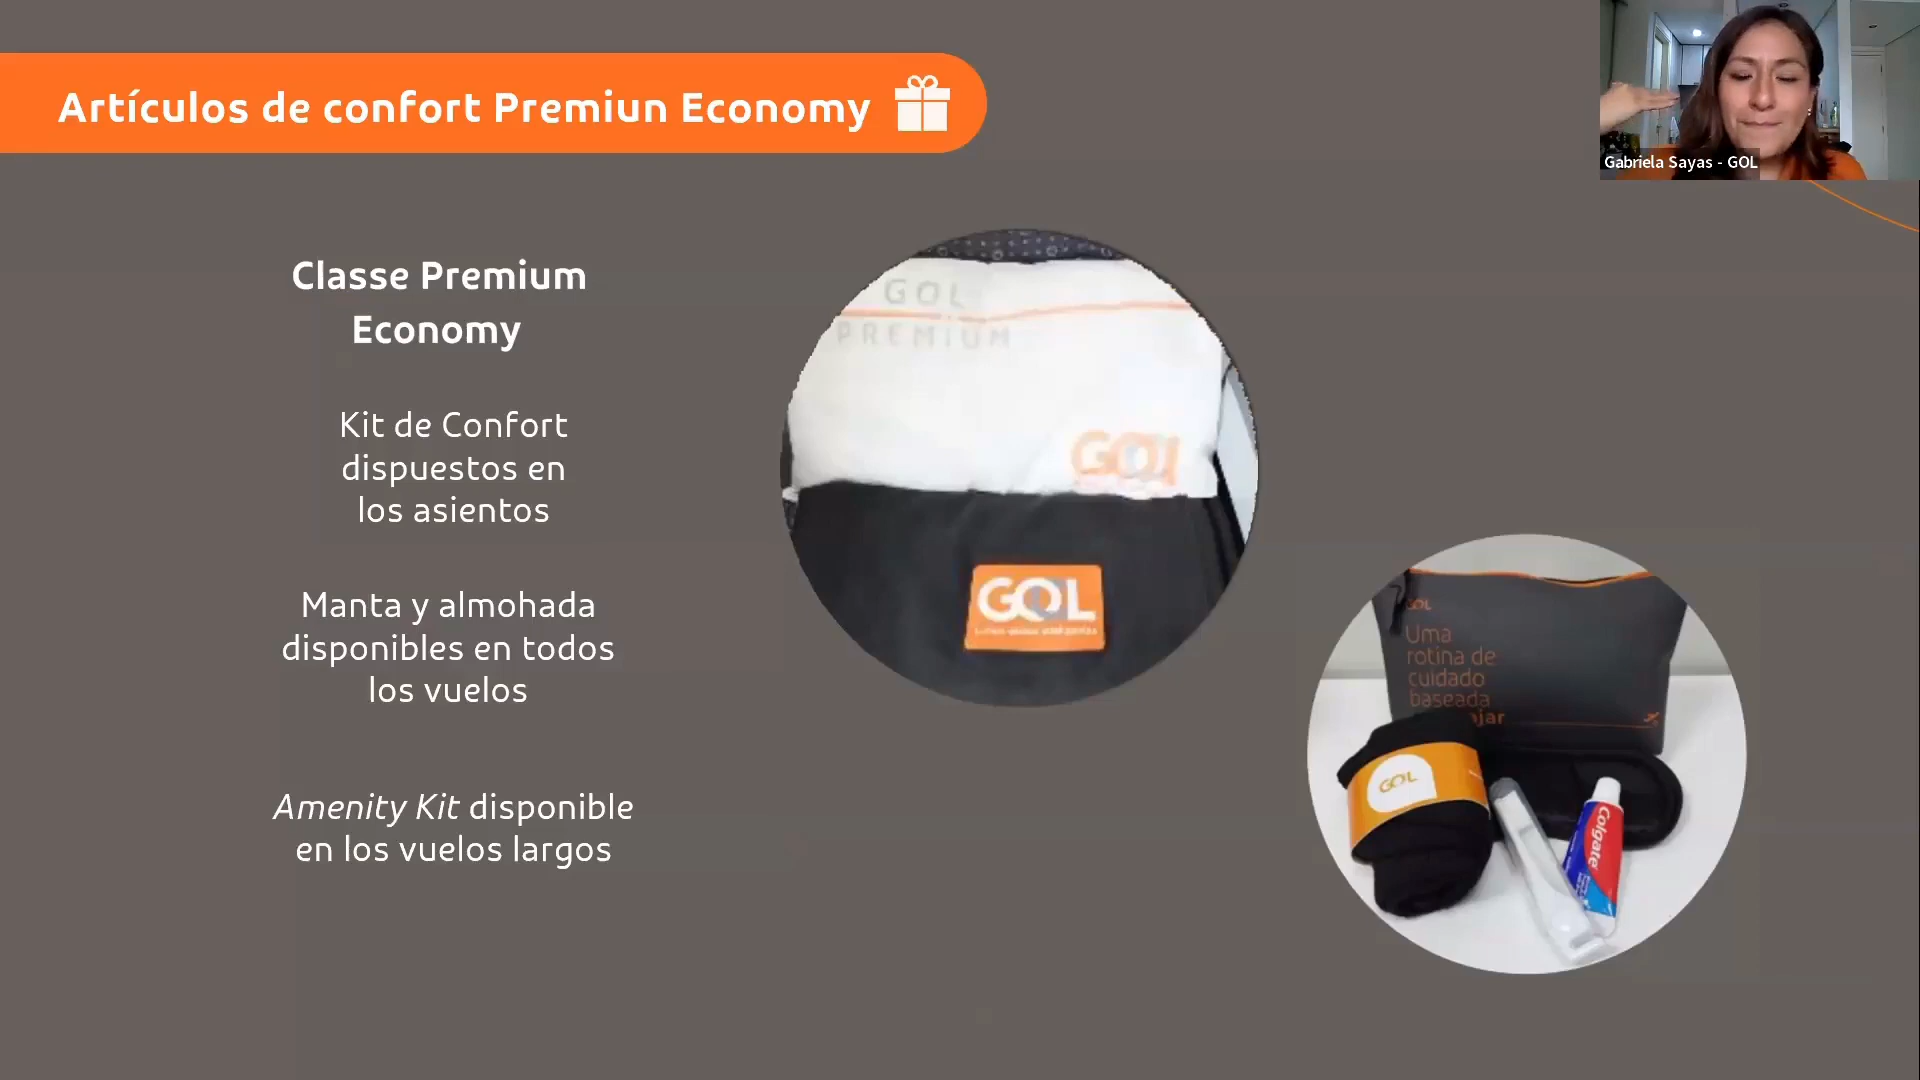 Artículos de confort Premiun Economy
Gabriela Sayas - GOL
Classe Premium
Economy
Kit de Confort
dispuestos en
los asientos
Manta y almohada
disponibles en todos
los vuelos
Amenity Kit disponible
en los vuelos largos
GOL
PREMIUM
GOL
GOL
GOL
Uma
rotina de
cuidado
baseada
GOL
Colgate